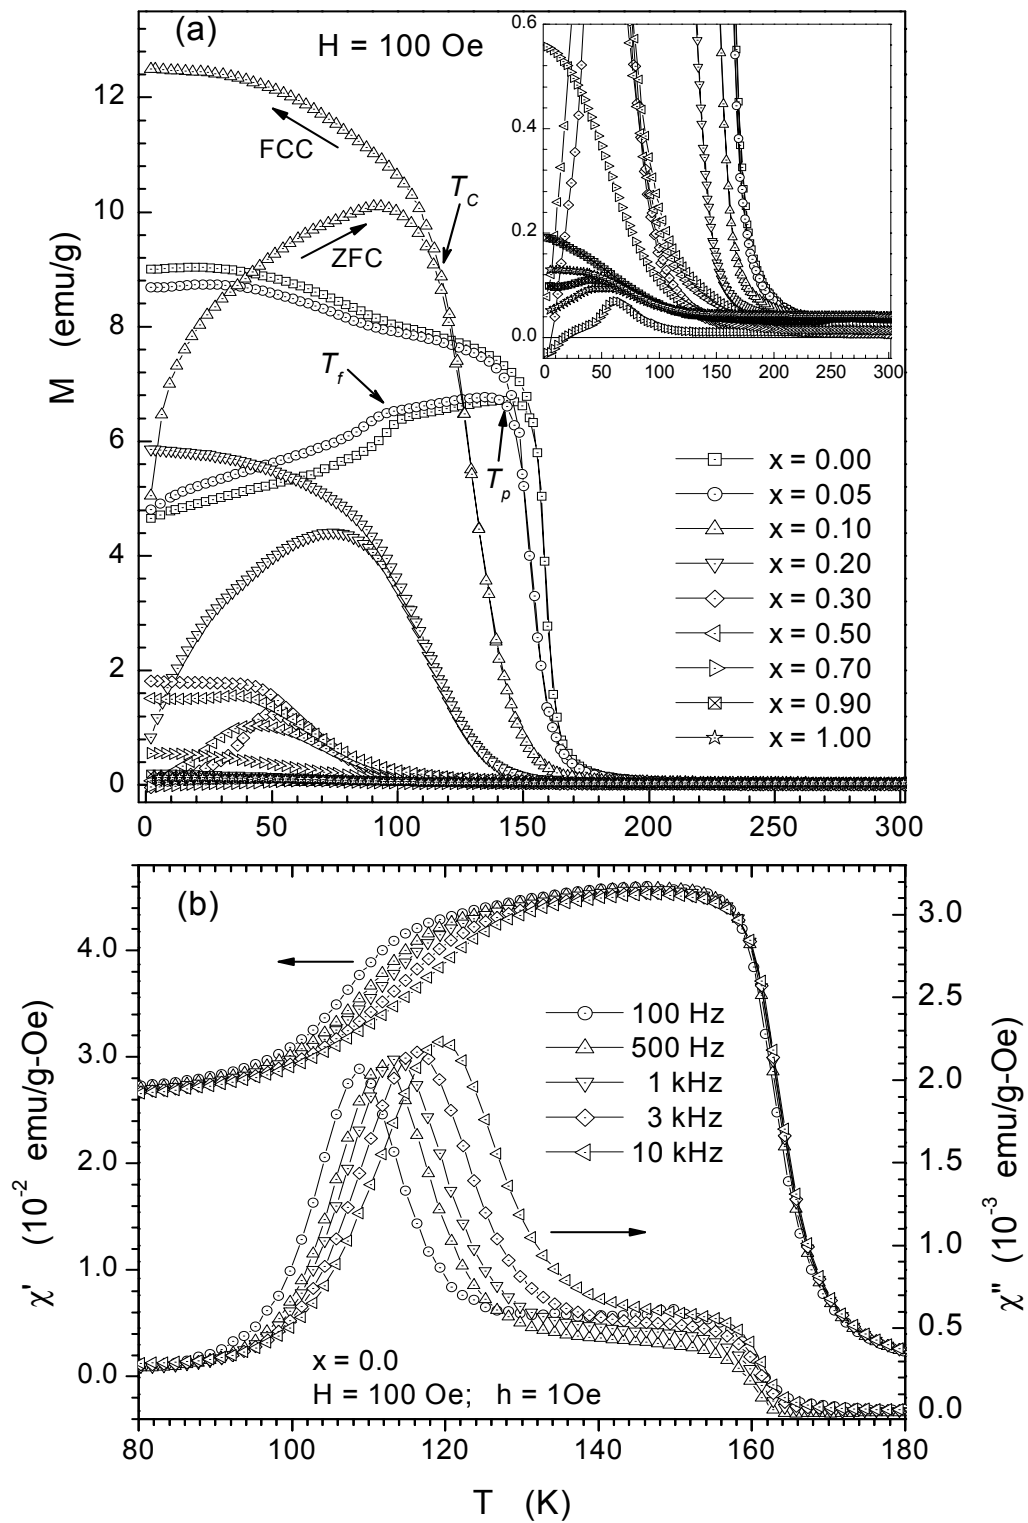 (a)
H = 100 Oe
FCC
ZFC
T_C
T_f
T_p
M (emu/g)
12
10
8
6
4
2
0
0 50 100 150 200 250 300
0.6
0.4
0.2
0.0
0 50 100 150 200 250 300
x = 0.00
x = 0.05
x = 0.10
x = 0.20
x = 0.30
x = 0.50
x = 0.70
x = 0.90
x = 1.00
(b)
χ' (10^-2 emu/g-Oe)
4.0
3.0
2.0
1.0
0.0
100 Hz
500 Hz
1 kHz
3 kHz
10 kHz
x = 0.0
H = 100 Oe; h = 1Oe
3.0
2.5
2.0
1.5
1.0
0.5
0.0
χ'' (10^-3 emu/g-Oe)
80 100 120 140 160 180
T (K)